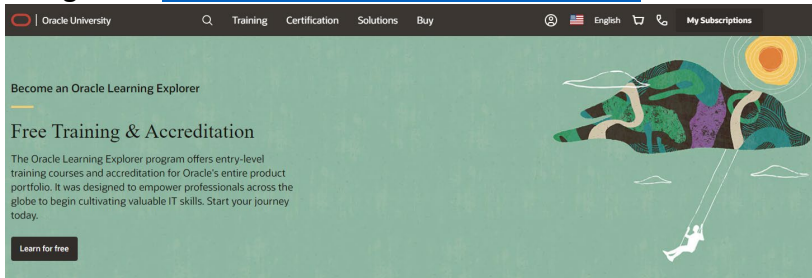 Oracle University
Training Certification Solutions Buy
English
My Subscriptions
Become an Oracle Learning Explorer
Free Training & Accreditation
The Oracle Learning Explorer program offers entry-level
training courses and accreditation for Oracle's entire product
portfolio. It was designed to empower professionals across the
globe to begin cultivating valuable IT skills. Start your journey
today.
Learn for free